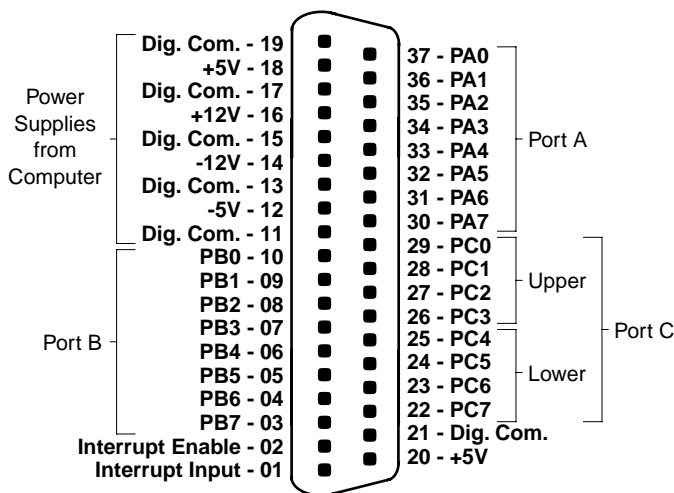 Dig. Com. - 19
+5V - 18
Dig. Com. - 17
+12V - 16
Dig. Com. - 15
-12V - 14
Dig. Com. - 13
-5V - 12
Dig. Com. - 11
PB0 - 10
PB1 - 09
PB2 - 08
PB3 - 07
PB4 - 06
PB5 - 05
PB6 - 04
PB7 - 03
Interrupt Enable - 02
Interrupt Input - 01
Power
Supplies
from
Computer
Port B
37 - PA0
36 - PA1
35 - PA2
34 - PA3
33 - PA4
32 - PA5
31 - PA6
30 - PA7
29 - PC0
28 - PC1
27 - PC2
26 - PC3
25 - PC4
24 - PC5
23 - PC6
22 - PC7
21 - Dig. Com.
20 - +5V
Port A
Upper
Lower
Port C